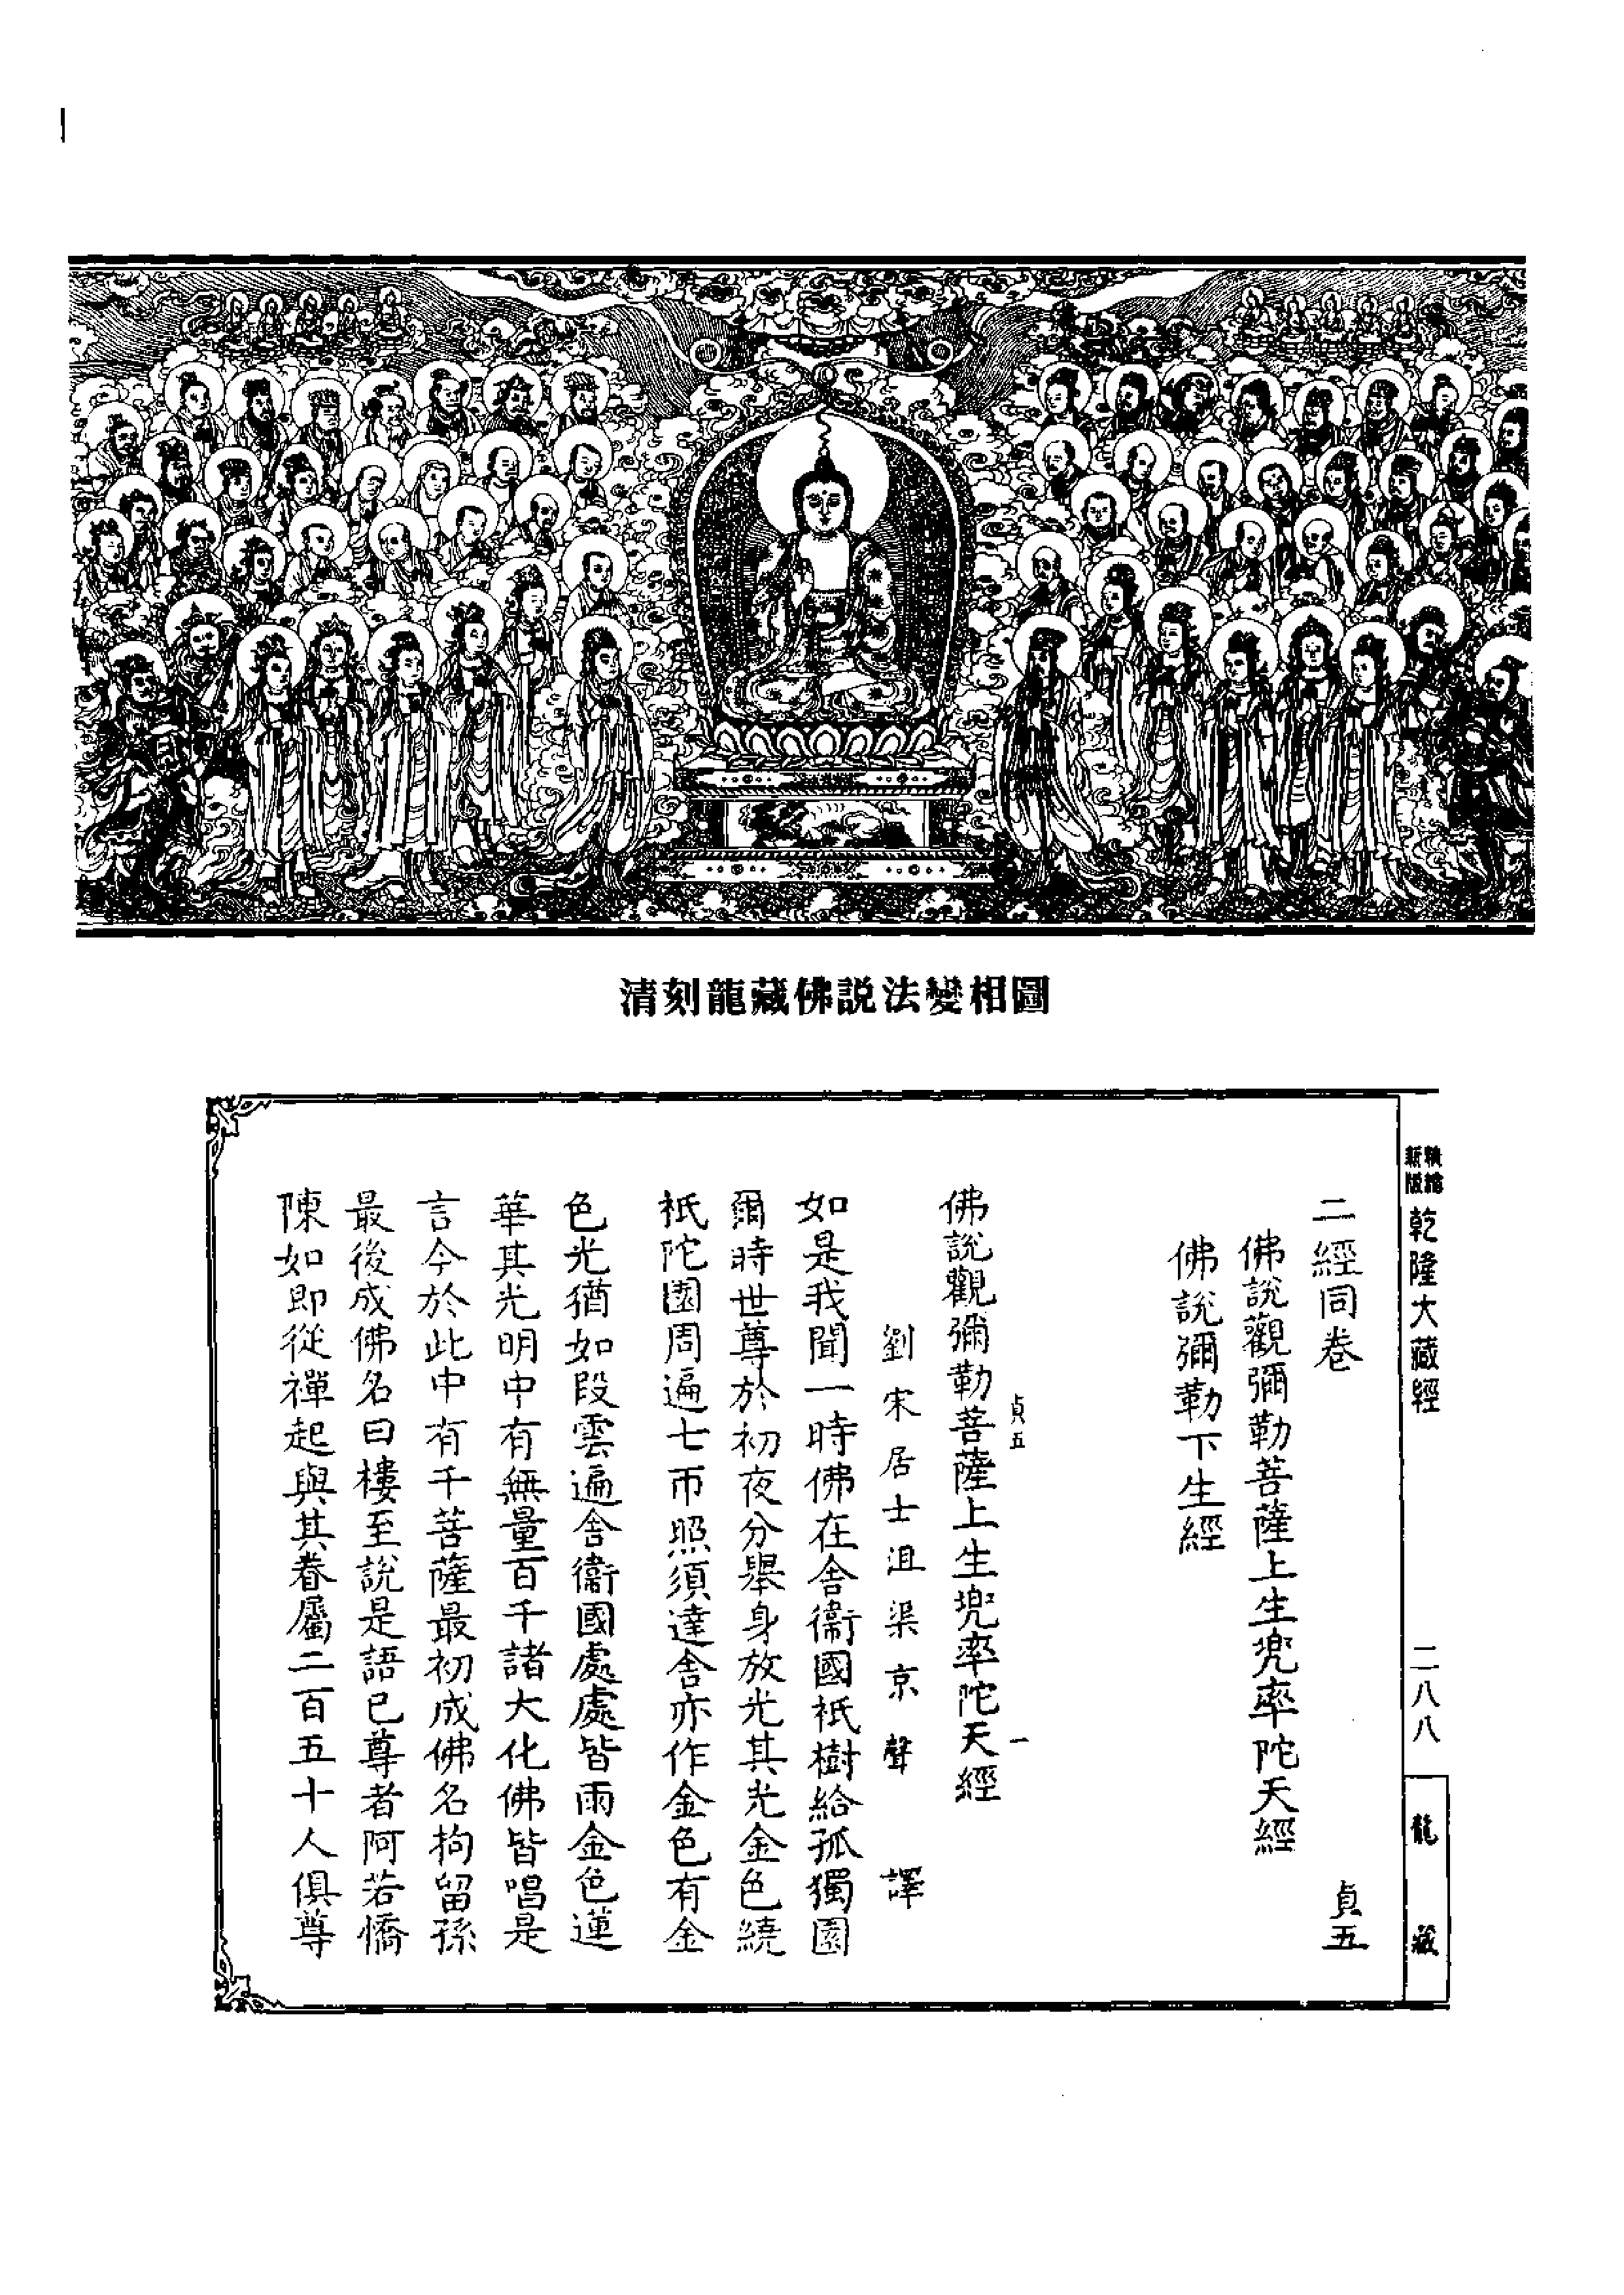 清刻龍藏佛説法變相圖
新版
精縮
乾隆大藏經
二八八
龍藏
二經同卷
貞五
佛說觀彌勒菩薩上生兜率陀天經
佛說彌勒下生經
貞五
一
佛說觀彌勒菩薩上生兜率陀天經
劉宋居士沮渠京聲譯
如是我聞一時佛在舍衞國祇樹給孤獨園
爾時世尊於初夜分舉身放光其光金色繞
祇陀園周遍七帀照須達舍亦作金色有金
色光猶如段雲遍舍衞國處處皆雨金色蓮
華其光明中有無量百千諸大化佛皆唱是
言今於此中有千菩薩最初成佛名拘留孫
最後成佛名曰樓至說是語已尊者阿若憍
陳如即從禪起與其眷屬二百五十人俱尊